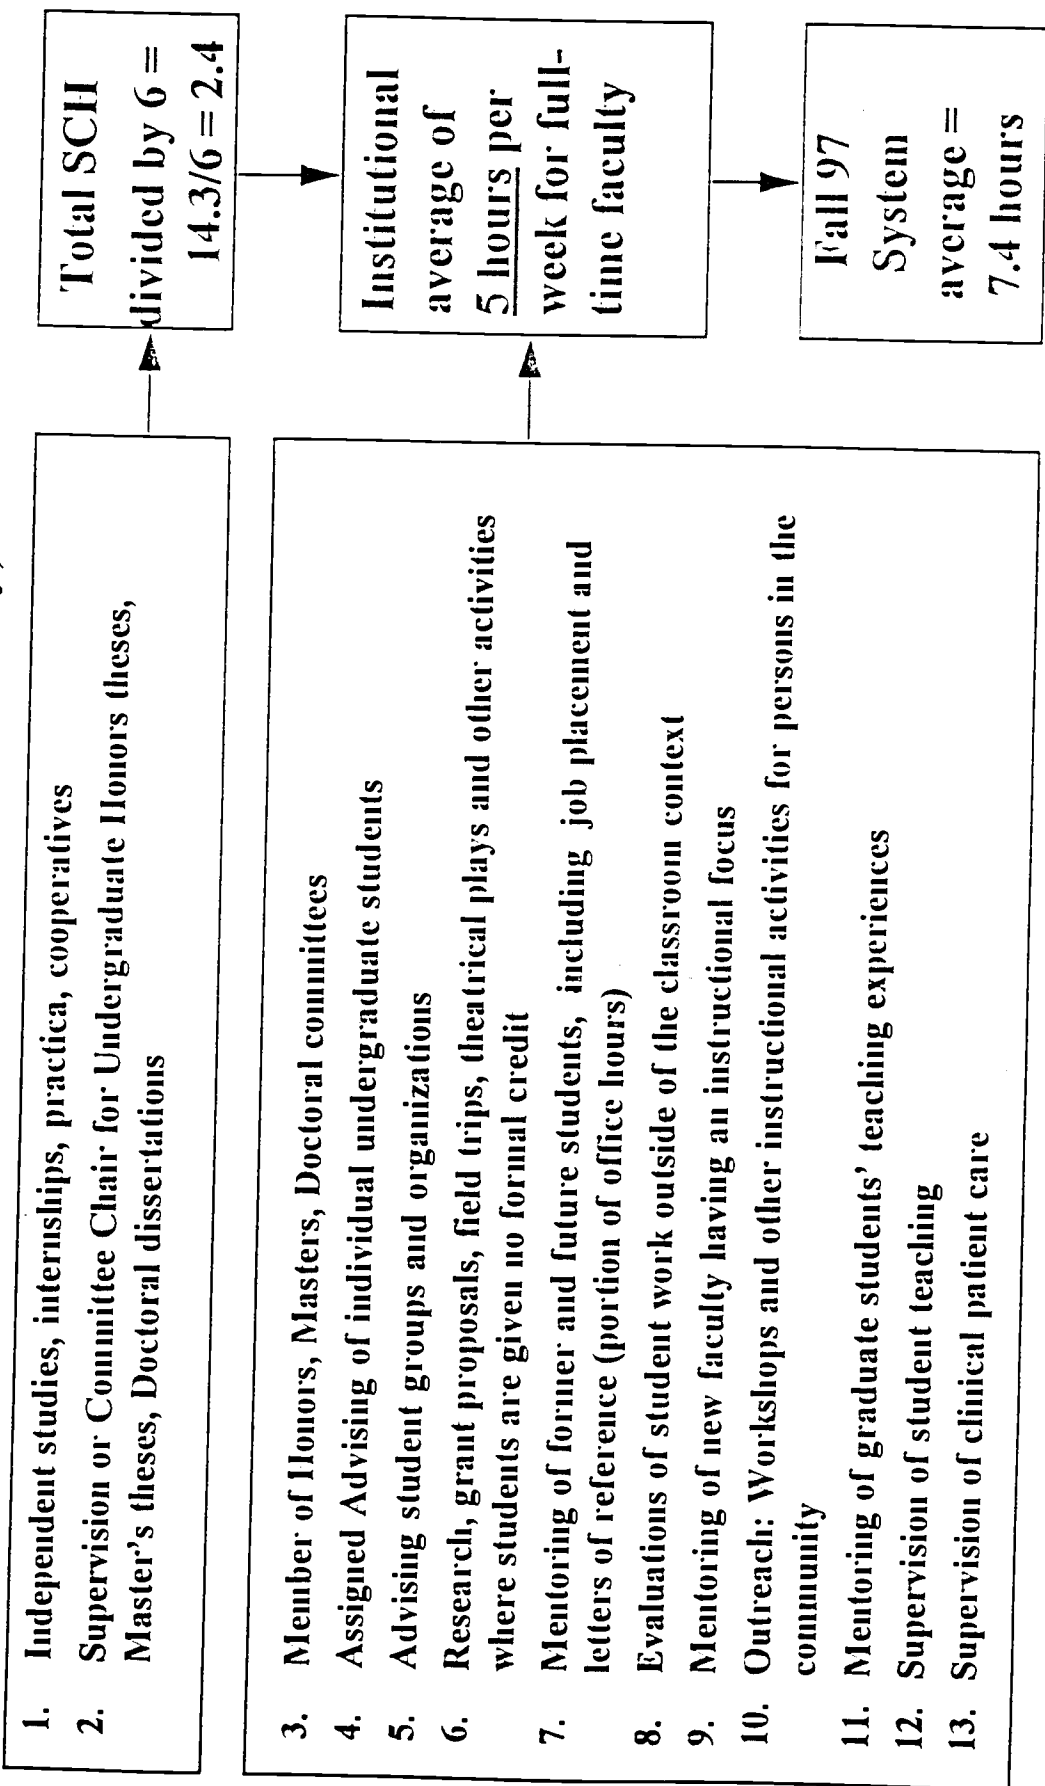 1. Independent studies, internships, practica, cooperatives
2. Supervision or Committee Chair for Undergraduate Honors theses,
Master's theses, Doctoral dissertations
Total SCH
divided by 6 =
14.3/6 = 2.4
3. Member of Honors, Masters, Doctoral committees
4. Assigned Advising of individual undergraduate students
5. Advising student groups and organizations
6. Research, grant proposals, field trips, theatrical plays and other activities
where students are given no formal credit
7. Mentoring of former and future students, including job placement and
letters of reference (portion of office hours)
8. Evaluations of student work outside of the classroom context
9. Mentoring of new faculty having an instructional focus
10. Outreach: Workshops and other instructional activities for persons in the
community
11. Mentoring of graduate students' teaching experiences
12. Supervision of student teaching
13. Supervision of clinical patient care
Institutional
average of
5 hours per
week for full-
time faculty
Fall 97
System
average =
7.4 hours